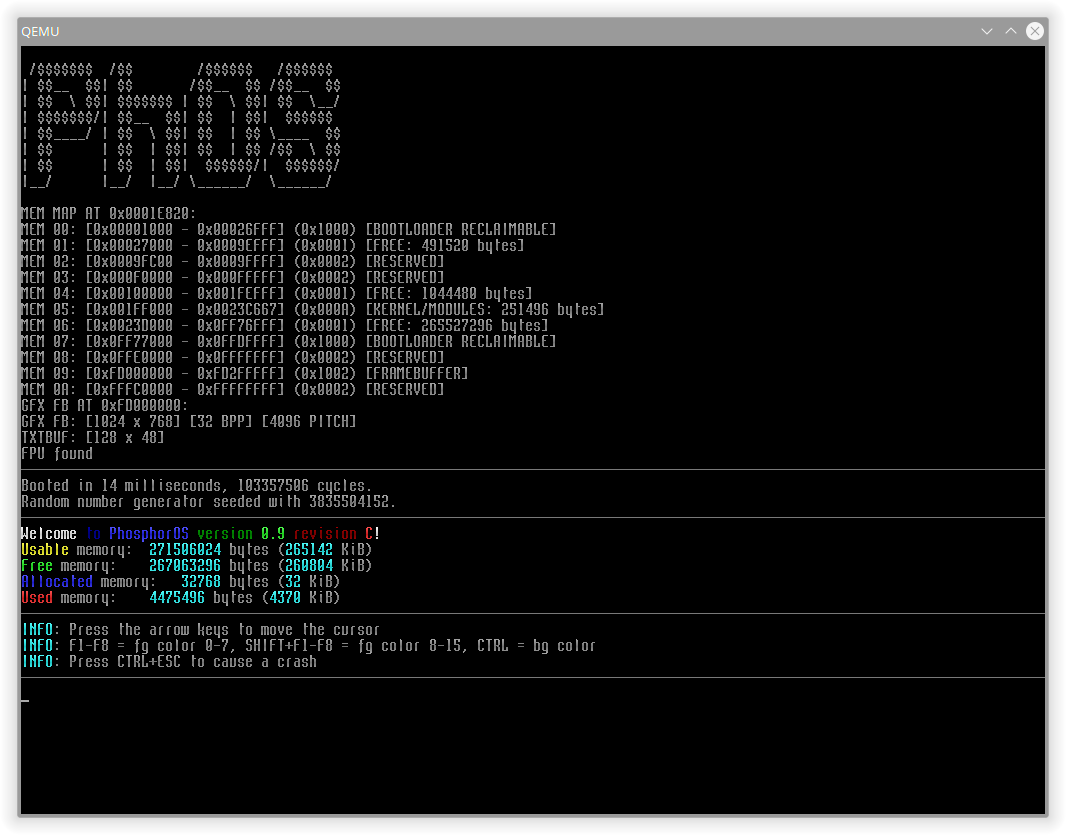 QEMU
 /$$$$$$$  /$$        /$$$$$$   /$$$$$$
| $$__  $$| $$       /$$__  $$ /$$__  $$
| $$  \ $$| $$$$$$$ | $$  \ $$| $$  \__/
| $$$$$$$/| $$__  $$| $$  | $$|  $$$$$$
| $$____/ | $$  \ $$| $$  | $$ \____  $$
| $$      | $$  | $$| $$  | $$ /$$  \ $$
| $$      | $$  | $$|  $$$$$$/|  $$$$$$/
|__/      |__/  |__/ \______/  \______/
MEM MAP AT 0x0001E820:
MEM 00: [0x00001000 - 0x00026FFF] (0x1000) [BOOTLOADER RECLAIMABLE]
MEM 01: [0x00027000 - 0x0009EFFF] (0x0001) [FREE: 491520 bytes]
MEM 02: [0x0009FC00 - 0x0009FFFF] (0x0002) [RESERVED]
MEM 03: [0x000F0000 - 0x000FFFFF] (0x0002) [RESERVED]
MEM 04: [0x00100000 - 0x001FEFFF] (0x0001) [FREE: 1044480 bytes]
MEM 05: [0x001FF000 - 0x0023C667] (0x000A) [KERNEL/MODULES: 251496 bytes]
MEM 06: [0x0023D000 - 0x0FF76FFF] (0x0001) [FREE: 265527296 bytes]
MEM 07: [0x0FF77000 - 0x0FFDFFFF] (0x1000) [BOOTLOADER RECLAIMABLE]
MEM 08: [0x0FFE0000 - 0x0FFFFFFF] (0x0002) [RESERVED]
MEM 09: [0xFD000000 - 0xFD2FFFFF] (0x1002) [FRAMEBUFFER]
MEM 0A: [0xFFFC0000 - 0xFFFFFFFF] (0x0002) [RESERVED]
GFX FB AT 0xFD000000:
GFX FB: [1024 x 768] [32 BPP] [4096 PITCH]
TXTBUF: [128 x 48]
FPU found
Booted in 14 milliseconds, 103357506 cycles.
Random number generator seeded with 3835504152.
Welcome to PhosphorOS version 0.9 revision C!
Usable memory:  271506024 bytes (265142 KiB)
Free memory:    267063296 bytes (260804 KiB)
Allocated memory:   32768 bytes (32 KiB)
Used memory:    4475496 bytes (4370 KiB)
INFO: Press the arrow keys to move the cursor
INFO: F1-F8 = fg color 0-7, SHIFT+F1-F8 = fg color 8-15, CTRL = bg color
INFO: Press CTRL+ESC to cause a crash
_